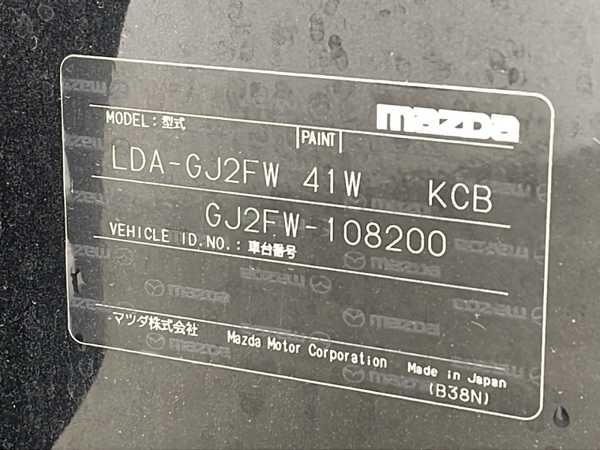 mazda
MODEL : 型式
PAINT
LDA-GJ2FW 41W KCB
GJ2FW-108200
VEHICLE ID.NO. : 車台番号
マツダ株式会社 Mazda Motor Corporation Made in Japan
(B38N)